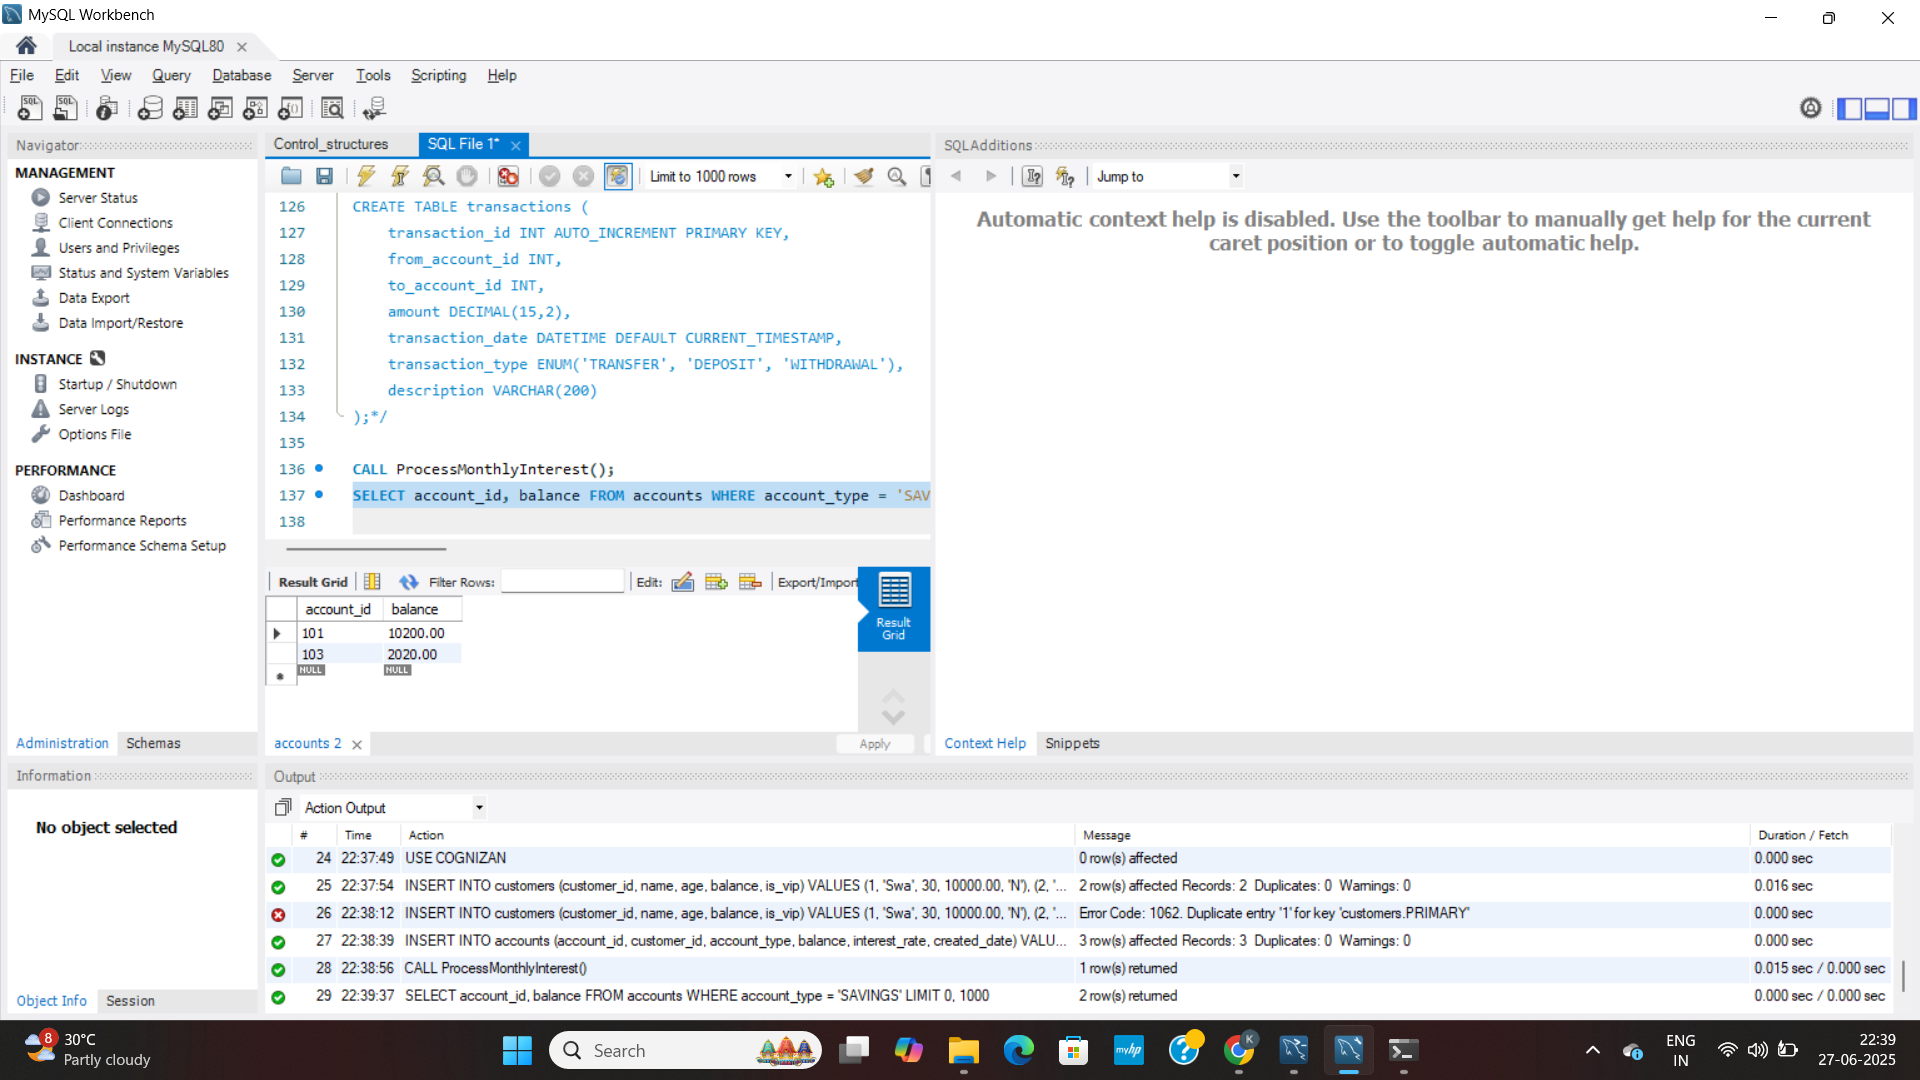 MySQL Workbench
Local instance MySQL80
File Edit View Query Database Server Tools Scripting Help
Navigator
MANAGEMENT
Server Status
Client Connections
Users and Privileges
Status and System Variables
Data Export
Data Import/Restore
INSTANCE
Startup / Shutdown
Server Logs
Options File
PERFORMANCE
Dashboard
Performance Reports
Performance Schema Setup
Administration Schemas
Information
No object selected
Object Info Session
Control_structures SQL File 1*
Limit to 1000 rows
126 CREATE TABLE transactions (
127 transaction_id INT AUTO_INCREMENT PRIMARY KEY,
128 from_account_id INT,
129 to_account_id INT,
130 amount DECIMAL(15,2),
131 transaction_date DATETIME DEFAULT CURRENT_TIMESTAMP,
132 transaction_type ENUM('TRANSFER', 'DEPOSIT', 'WITHDRAWAL'),
133 description VARCHAR(200)
134 );*/
135
136 CALL ProcessMonthlyInterest();
137 SELECT account_id, balance FROM accounts WHERE account_type = 'SAV
138
Result Grid Filter Rows: Edit: Export/Import
account_id balance
101 10200.00
103 2020.00
NULL NULL
Result
Grid
accounts 2 Apply
SQLAdditions
Jump to
Automatic context help is disabled. Use the toolbar to manually get help for the current
caret position or to toggle automatic help.
Context Help Snippets
Output
Action Output
# Time Action Message Duration / Fetch
24 22:37:49 USE COGNIZAN 0 row(s) affected 0.000 sec
25 22:37:54 INSERT INTO customers (customer_id, name, age, balance, is_vip) VALUES (1, 'Swa', 30, 10000.00, 'N'), (2, '... 2 row(s) affected Records: 2 Duplicates: 0 Warnings: 0 0.016 sec
26 22:38:12 INSERT INTO customers (customer_id, name, age, balance, is_vip) VALUES (1, 'Swa', 30, 10000.00, 'N'), (2, '... Error Code: 1062. Duplicate entry '1' for key 'customers.PRIMARY' 0.000 sec
27 22:38:39 INSERT INTO accounts (account_id, customer_id, account_type, balance, interest_rate, created_date) VALU... 3 row(s) affected Records: 3 Duplicates: 0 Warnings: 0 0.000 sec
28 22:38:56 CALL ProcessMonthlyInterest() 1 row(s) returned 0.015 sec / 0.000 sec
29 22:39:37 SELECT account_id, balance FROM accounts WHERE account_type = 'SAVINGS' LIMIT 0, 1000 2 row(s) returned 0.000 sec / 0.000 sec
8
30°C
Partly cloudy
Search
myhp
K
ENG
IN
22:39
27-06-2025